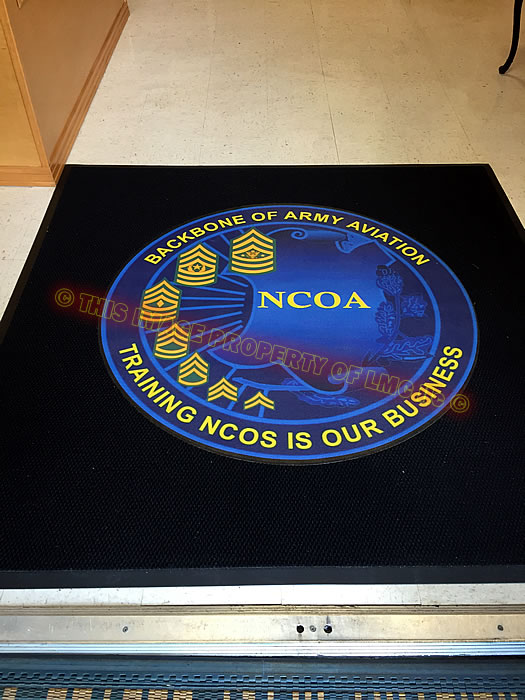 BACKBONE OF ARMY AVIATION
NCOA
TRAINING NCOS IS OUR BUSINESS
© THIS IMAGE PROPERTY OF LMC, ©